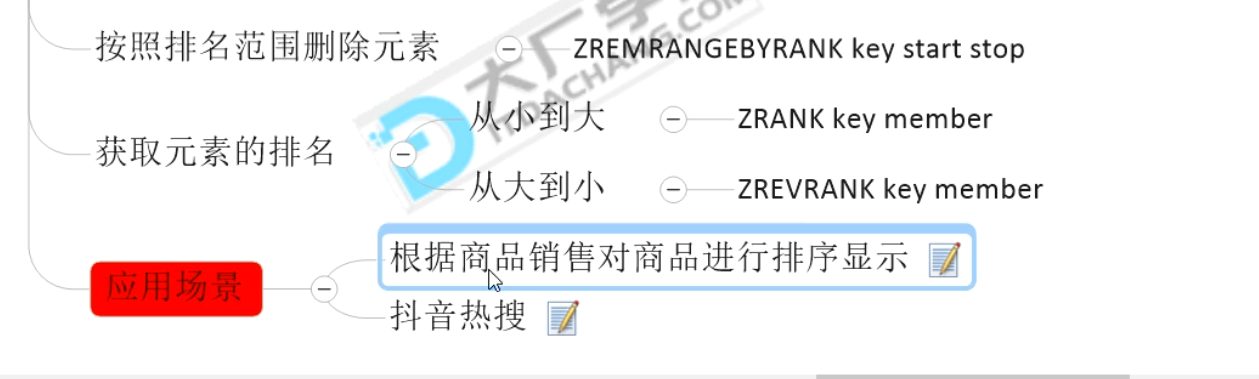 按照排名范围删除元素
ZREMRANGEBYRANK key start stop
获取元素的排名
从小到大
ZRANK key member
从大到小
ZREVRANK key member
应用场景
根据商品销售对商品进行排序显示
抖音热搜